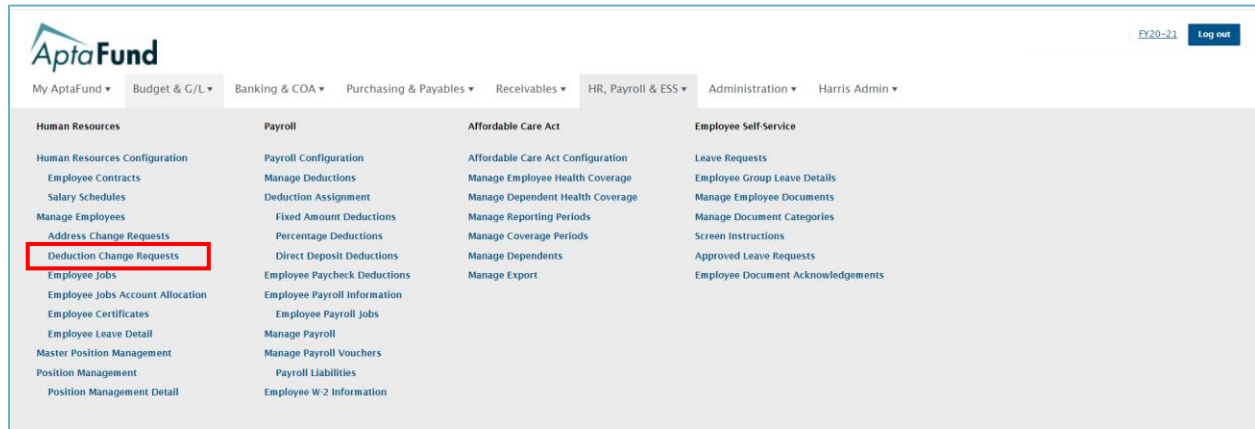 FY20-21 Log out
AptaFund
My AptaFund ▾ Budget & G/L ▾ Banking & COA ▾ Purchasing & Payables ▾ Receivables ▾ HR, Payroll & ESS ▾ Administration ▾ Harris Admin ▾
Human Resources
Human Resources Configuration
Employee Contracts
Salary Schedules
Manage Employees
Address Change Requests
Deduction Change Requests
Employee Jobs
Employee Jobs Account Allocation
Employee Certificates
Employee Leave Detail
Master Position Management
Position Management
Position Management Detail
Payroll
Payroll Configuration
Manage Deductions
Deduction Assignment
Fixed Amount Deductions
Percentage Deductions
Direct Deposit Deductions
Employee Paycheck Deductions
Employee Payroll Information
Employee Payroll Jobs
Manage Payroll
Manage Payroll Vouchers
Payroll Liabilities
Employee W-2 Information
Affordable Care Act
Affordable Care Act Configuration
Manage Employee Health Coverage
Manage Dependent Health Coverage
Manage Reporting Periods
Manage Coverage Periods
Manage Dependents
Manage Export
Employee Self-Service
Leave Requests
Employee Group Leave Details
Manage Employee Documents
Manage Document Categories
Screen Instructions
Approved Leave Requests
Employee Document Acknowledgements